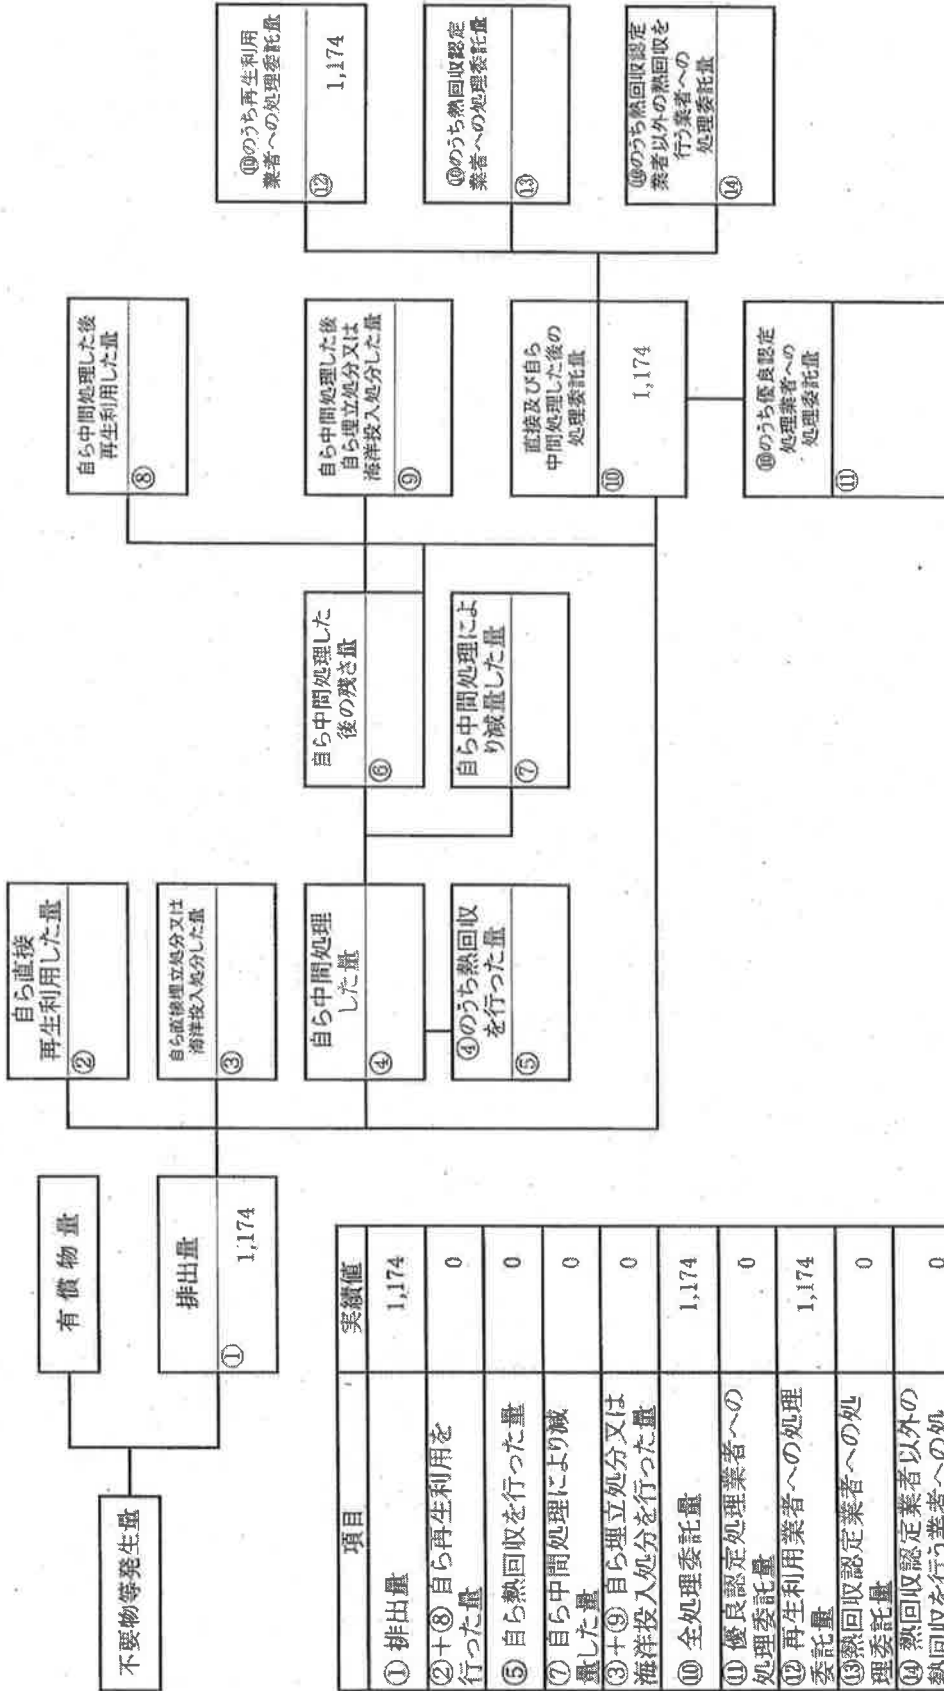 不要物等発生量
有償物量
排出量
①
1,174
自ら直接
再生利用した量
②
自ら直接埋立処分又は
海洋投入処分した量
③
自ら中間処理
した量
④
④のうち熱回収
を行った量
⑤
自ら中間処理した
後の残さ量
⑥
自ら中間処理によ
り減量した量
⑦
自ら中間処理した後
再生利用した量
⑧
自ら中間処理した後
自ら埋立処分又は
海洋投入処分した量
⑨
直接及び自ら
中間処理した後の
処理委託量
⑩
1,174
⑩のうち優良認定
処理業者への
処理委託量
⑪
⑩のうち再生利用
業者への処理委託量
⑫
1,174
⑩のうち熱回収認定
業者への処理委託量
⑬
⑩のうち熱回収認定
業者以外の熱回収を
行う業者への
処理委託量
⑭
項目 実績値
①排出量 1,174
②+⑧自ら再生利用を
行った量 0
⑤自ら熱回収を行った量 0
⑦自ら中間処理により減
量した量 0
③+⑨自ら埋立処分又は
海洋投入処分を行った量 0
⑩全処理委託量 1,174
⑪優良認定処理業者への
処理委託量 0
⑫再生利用業者への処理
委託量 1,174
⑬熱回収認定業者への処
理委託量 0
⑭熱回収認定業者以外の
熱回収を行う業者への処 0